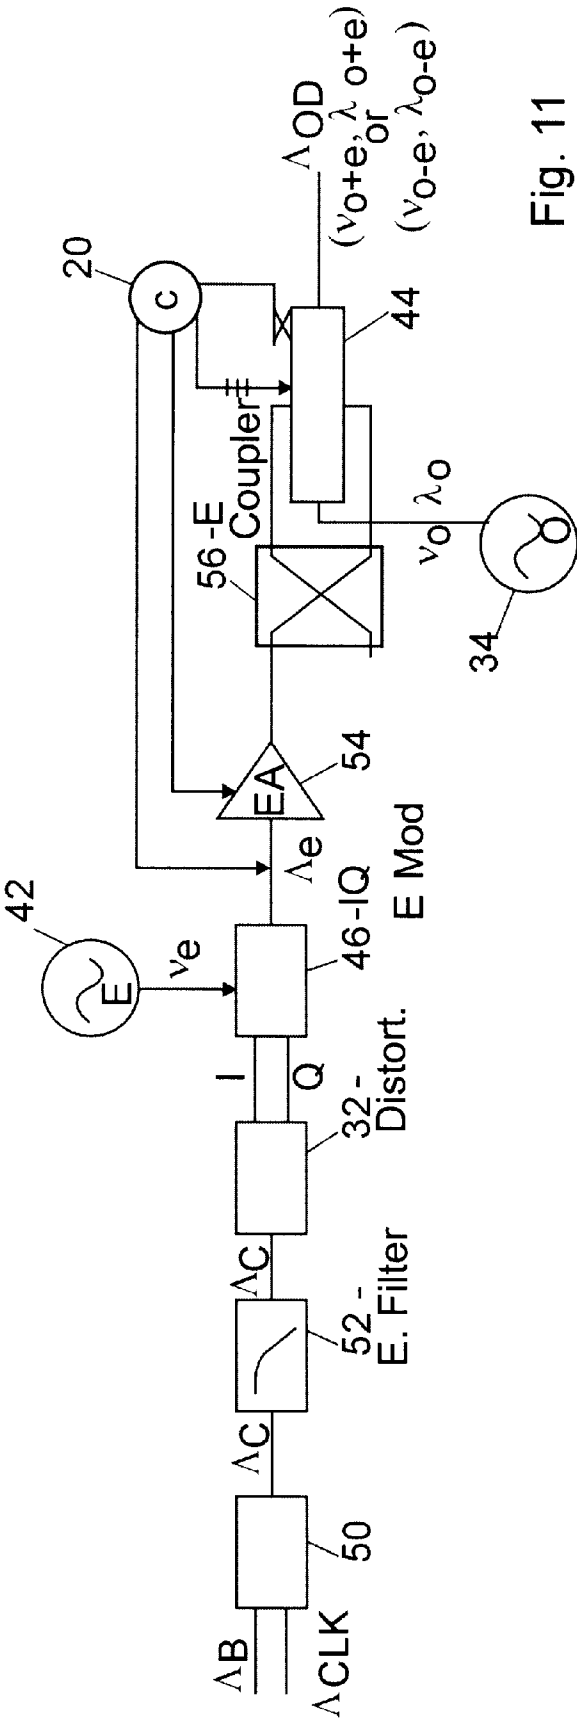 ΛB
ΛCLK
50
ΛC
52 -
E. Filter
ΛC
32 -
Distort.
I
Q
42
E
νe
46-IQ
E Mod
Λe
EA
54
56 -E
Coupler
20
C
44
νo λo
O
34
ΛOD
(νo+e, λ o+e)
or
(νo-e, λo-e)
Fig. 11